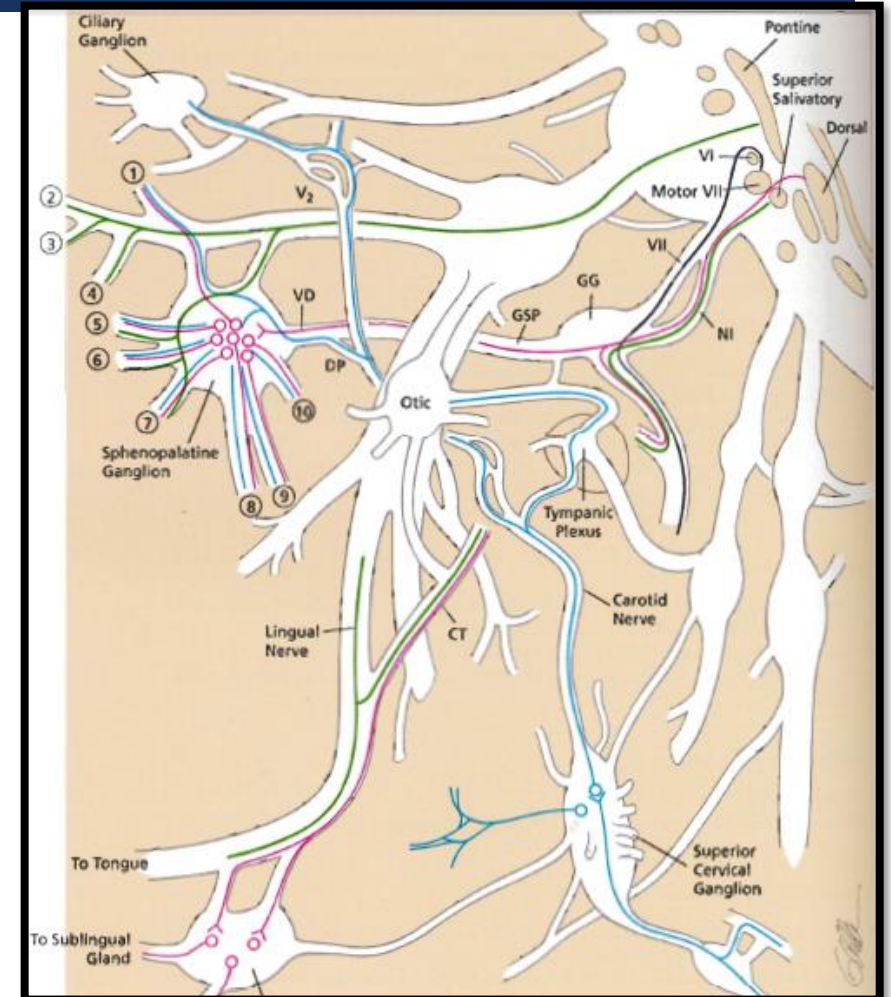 Ciliary
Ganglion
Pontine
Superior
Salivatory
Dorsal
VI
Motor VII
①
②
V₂
③
VII
④
GG
VD
GSP
⑤
NI
⑥
DP
Otic
⑦
⑩
Sphenopalatine
Ganglion
⑧
⑨
Tympanic
Plexus
Carotid
Nerve
Lingual
Nerve
CT
To Tongue
Superior
Cervical
Ganglion
To Sublingual
Gland